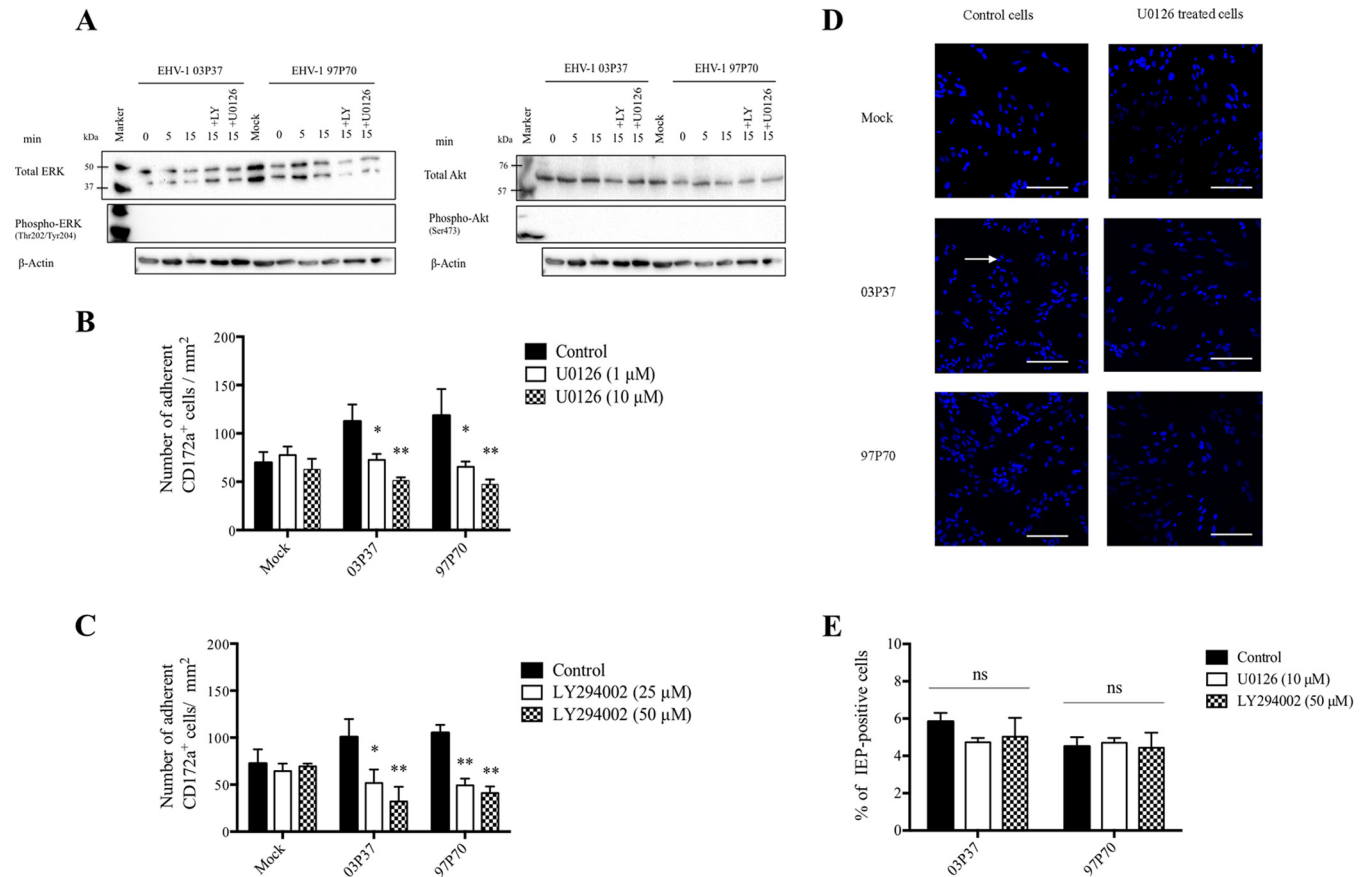 A
EHV-1 03P37
EHV-1 97P70
min
kDa
Marker
0
5
15
15 +LY
15 +U0126
Mock
0
5
15
15 +LY
15 +U0126
Total ERK
50
37
Phospho-ERK
(Thr202/Tyr204)
β-Actin
EHV-1 03P37
EHV-1 97P70
min
kDa
Marker
0
5
15
15 +LY
15 +U0126
Mock
0
5
15
15 +LY
15 +U0126
Total Akt
76
57
Phospho-Akt
(Ser473)
β-Actin
B
Number of adherent
CD172a+ cells / mm2
200
150
100
50
0
*
**
*
**
Mock
03P37
97P70
Control
U0126 (1 µM)
U0126 (10 µM)
C
Number of adherent
CD172a+ cells/ mm2
200
150
100
50
0
*
**
**
**
Mock
03P37
97P70
Control
LY294002 (25 µM)
LY294002 (50 µM)
D
Control cells
U0126 treated cells
Mock
03P37
97P70
E
% of IEP-positive cells
10
8
6
4
2
0
ns
ns
03P37
97P70
Control
U0126 (10 µM)
LY294002 (50 µM)